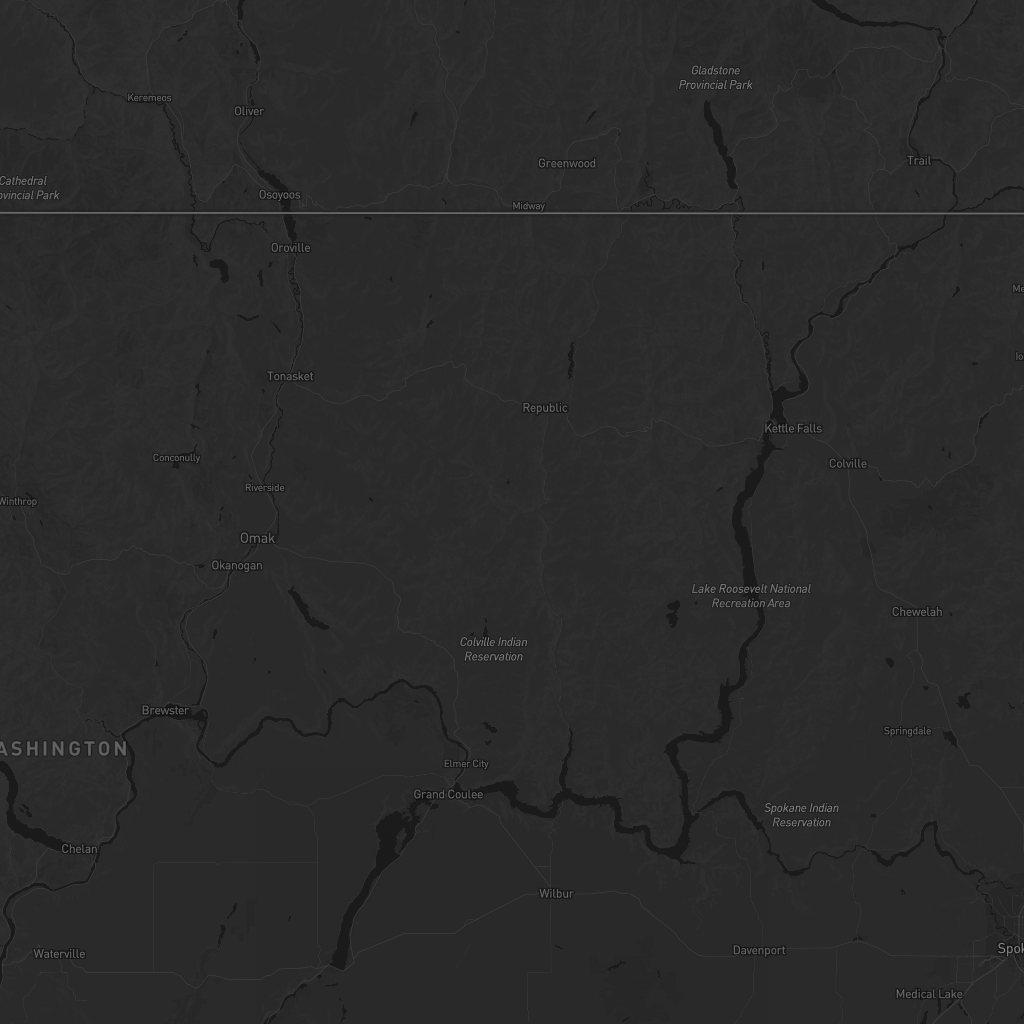 Gladstone
Provincial Park
Keremeos
Oliver
Greenwood
Trail
Cathedral
ovincial Park
Osoyoos
Midway
Oroville
Me
Io
Tonasket
Republic
Kettle Falls
Conconully
Colville
Riverside
Winthrop
Omak
Okanogan
Lake Roosevelt National
Recreation Area
Chewelah
Colville Indian
Reservation
Brewster
Springdale
ASHINGTON
Elmer City
Grand Coulee
Spokane Indian
Reservation
Chelan
Wilbur
Waterville
Davenport
Spok
Medical Lake